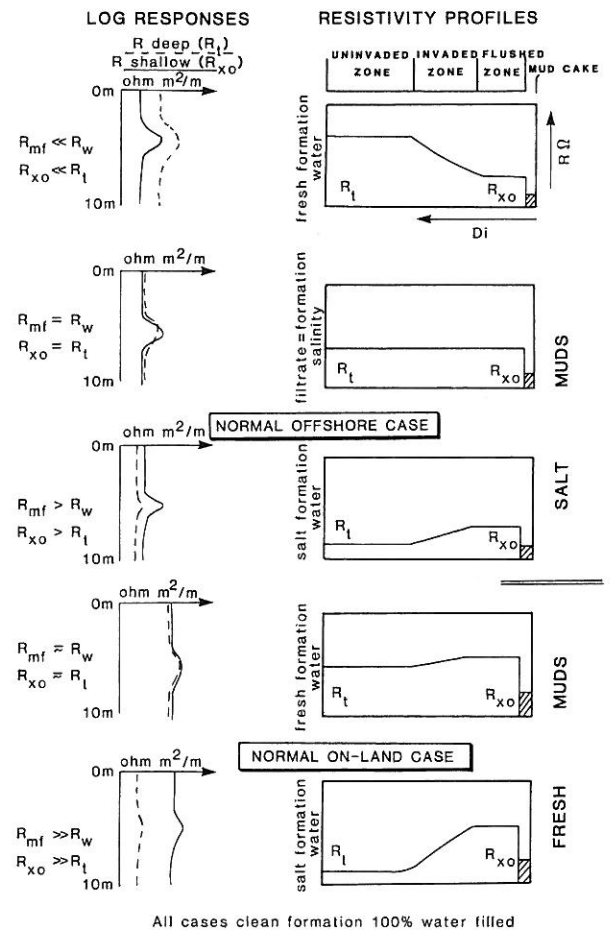 LOG RESPONSES
R deep (Rt)
R shallow (Rxo)
ohm m²/m
0m
Rmf ≪ Rw
Rxo ≪ Rt
10m
RESISTIVITY PROFILES
UNINVADED ZONE
INVADED ZONE
FLUSHED ZONE
MUD CAKE
fresh formation water
Rt
Rxo
RΩ
Di
ohm m²/m
0m
Rmf = Rw
Rxo = Rt
10m
filtrate = formation salinity
Rt
Rxo
MUDS
NORMAL OFFSHORE CASE
ohm m²/m
0m
Rmf > Rw
Rxo > Rt
10m
salt formation water
Rt
Rxo
SALT
ohm m²/m
0m
Rmf ≂ Rw
Rxo ≂ Rt
10m
fresh formation water
Rt
Rxo
MUDS
NORMAL ON-LAND CASE
ohm m²/m
0m
Rmf ≫ Rw
Rxo ≫ Rt
10m
salt formation water
Rt
Rxo
FRESH
All cases clean formation 100% water filled